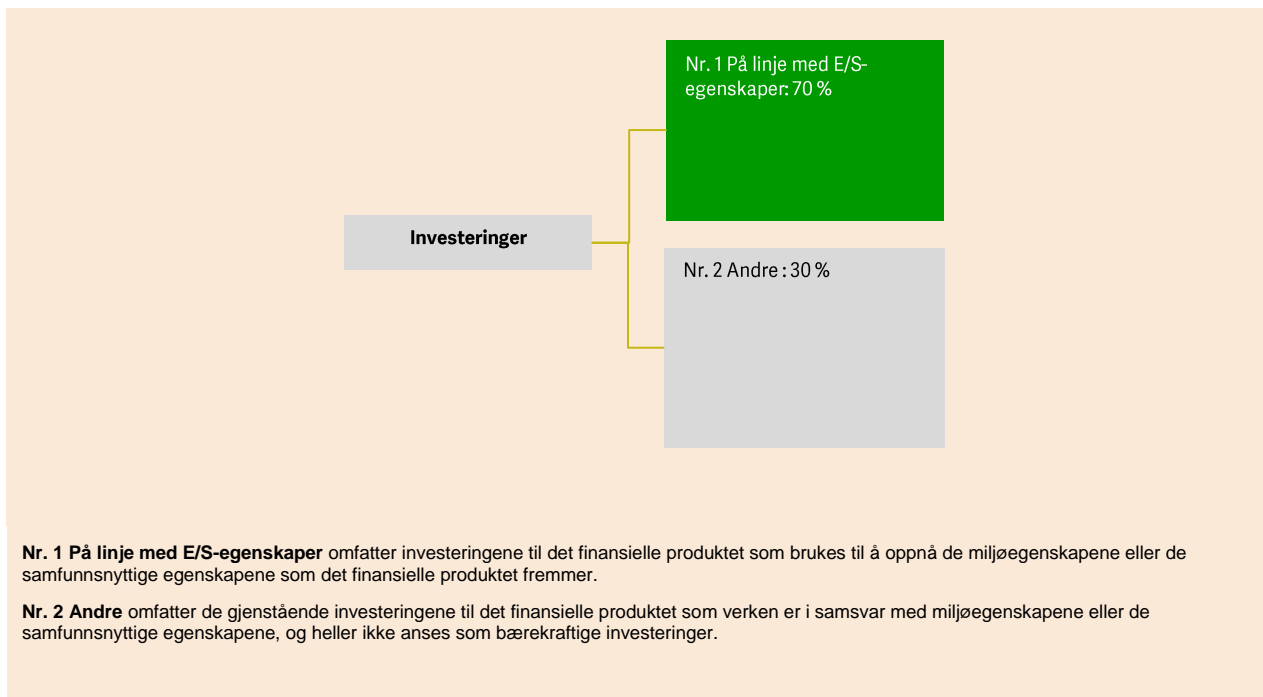 Nr. 1 På linje med E/S-
egenskaper: 70 %
Investeringer
Nr. 2 Andre : 30 %
Nr. 1 På linje med E/S-egenskaper omfatter investeringene til det finansielle produktet som brukes til å oppnå de miljøegenskapene eller de
samfunnsnyttige egenskapene som det finansielle produktet fremmer.
Nr. 2 Andre omfatter de gjenstående investeringene til det finansielle produktet som verken er i samsvar med miljøegenskapene eller de
samfunnsnyttige egenskapene, og heller ikke anses som bærekraftige investeringer.